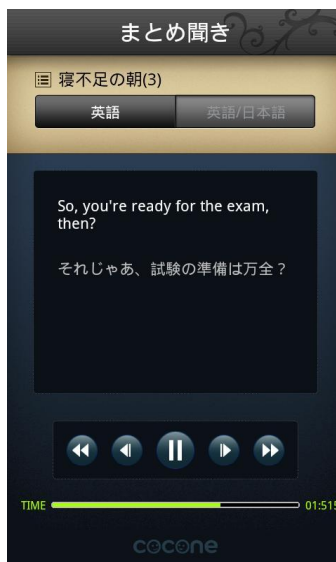 まとめ聞き
寝不足の朝(3)
英語 英語/日本語
So, you're ready for the exam,
then?
それじゃあ、試験の準備は万全？
TIME 01:515
cocone